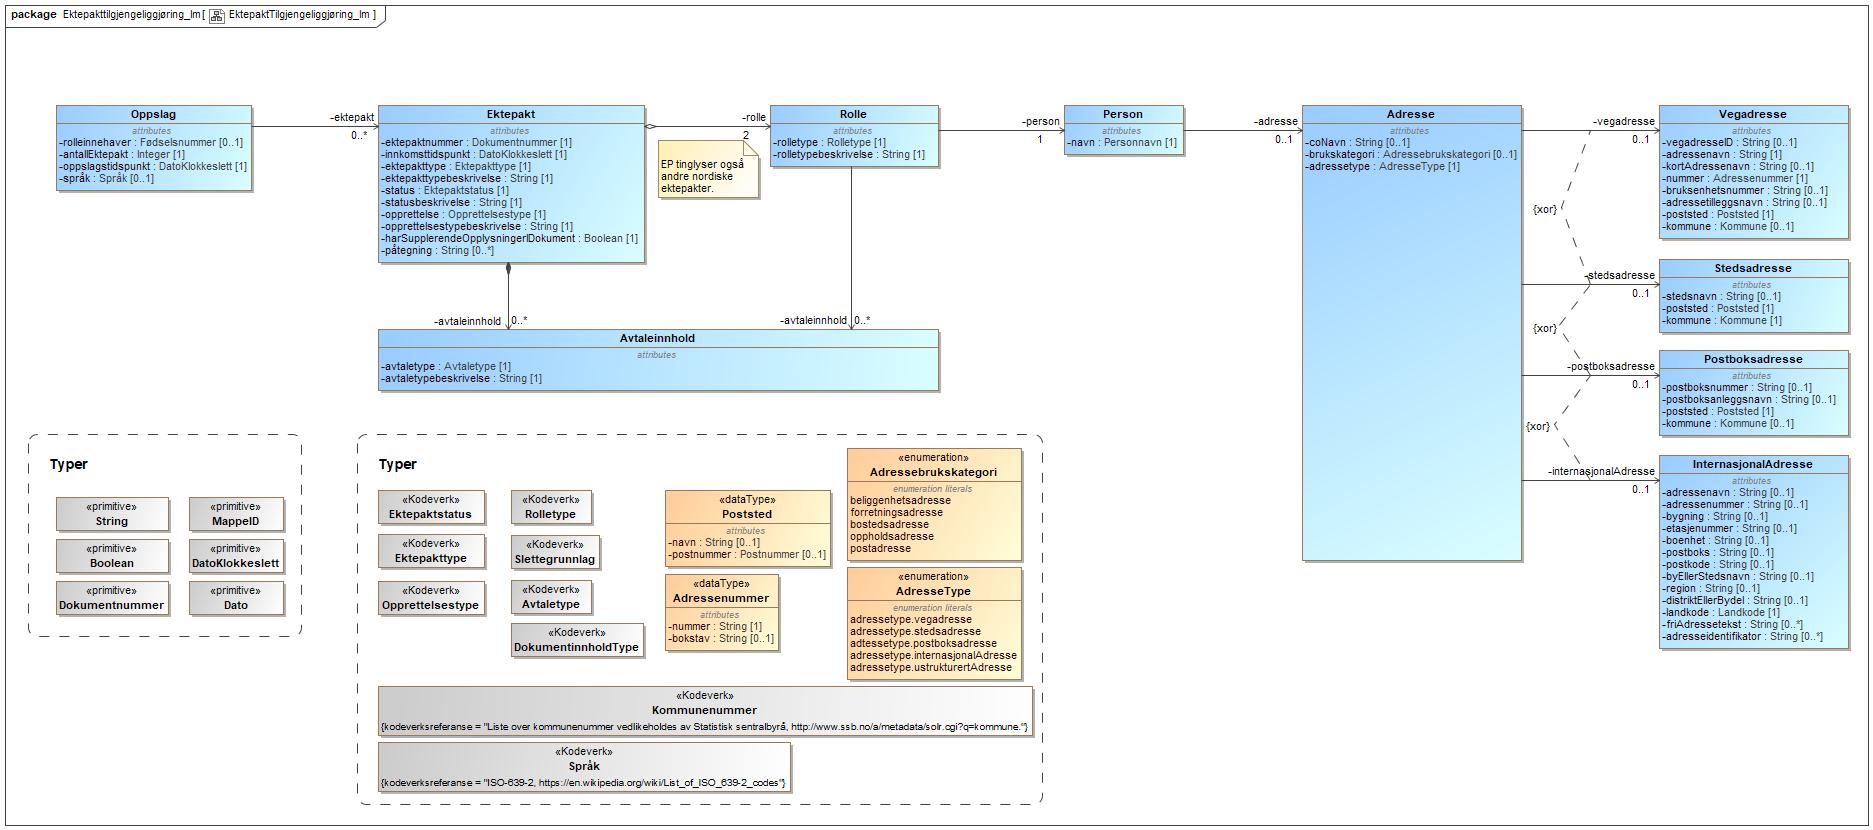 package Ektepakttilgjengeliggjøring_lm[ EktepaktTilgjengeliggjøring_lm ]
Oppslag
attributes
-rolleinnehaver : Fødselsnummer [0..1]
-antallEktepakt : Integer [1]
-oppslagstidspunkt : DatoKlokkeslett [1]
-språk : Språk [0..1]
-ektepakt
0..*
Ektepakt
attributes
-ektepaktnummer : Dokumentnummer [1]
-innkomsttidspunkt : DatoKlokkeslett [1]
-ektepakttype : Ektepakttype [1]
-ektepakttypebeskrivelse : String [1]
-status : Ektepaktstatus [1]
-statusbeskrivelse : String [1]
-opprettelse : Opprettelsestype [1]
-opprettelsestypebeskrivelse : String [1]
-harSupplerendeOpplysningerIDokument : Boolean [1]
-påtegning : String [0..*]
-rolle
2
EP tinglyser også
andre nordiske
ektepakter.
Rolle
attributes
-rolletype : Rolletype [1]
-rolletypebeskrivelse : String [1]
-person
1
Person
attributes
-navn : Personnavn [1]
-adresse
0..1
Adresse
attributes
-coNavn : String [0..1]
-brukskategori : Adressebrukskategori [0..1]
-adressetype : AdresseType [1]
-vegadresse
0..1
{xor}
-stedsadresse
0..1
{xor}
-postboksadresse
0..1
{xor}
-internasjonalAdresse
0..1
Vegadresse
attributes
-vegadresseID : String [0..1]
-adressenavn : String [1]
-kortAdressenavn : String [0..1]
-nummer : Adressenummer [1]
-bruksenhetsnummer : String [0..1]
-adressetilleggsnavn : String [0..1]
-poststed : Poststed [1]
-kommune : Kommune [0..1]
Stedsadresse
attributes
-stedsnavn : String [0..1]
-poststed : Poststed [1]
-kommune : Kommune [1]
Postboksadresse
attributes
-postboksnummer : String [0..1]
-postboksanleggsnavn : String [0..1]
-poststed : Poststed [1]
-kommune : Kommune [0..1]
InternasjonalAdresse
attributes
-adressenavn : String [0..1]
-adressenummer : String [0..1]
-bygning : String [0..1]
-etasjenummer : String [0..1]
-boenhet : String [0..1]
-postboks : String [0..1]
-postkode : String [0..1]
-byEllerStedsnavn : String [0..1]
-region : String [0..1]
-distriktEllerBydel : String [0..1]
-landkode : Landkode [1]
-friAdressetekst : String [0..*]
-adresseidentifikator : String [0..*]
-avtaleinnhold 0..*
-avtaleinnhold 0..*
Avtaleinnhold
attributes
-avtaletype : Avtaletype [1]
-avtaletypebeskrivelse : String [1]
Typer
«primitive»
String
«primitive»
MappeID
«primitive»
Boolean
«primitive»
DatoKlokkeslett
«primitive»
Dokumentnummer
«primitive»
Dato
Typer
«Kodeverk»
Ektepaktstatus
«Kodeverk»
Rolletype
«Kodeverk»
Ektepakttype
«Kodeverk»
Slettergrunnlag
«Kodeverk»
Opprettelsestype
«Kodeverk»
Avtaletype
«Kodeverk»
DokumentinnholdType
«dataType»
Poststed
attributes
-navn : String [0..1]
-postnummer : Postnummer [0..1]
«dataType»
Adressenummer
attributes
-nummer : String [1]
-bokstav : String [0..1]
«enumeration»
Adressebrukskategori
enumeration literals
beliggenhetsadresse
forretningsadresse
bostedsadresse
oppholdsadresse
postadresse
«enumeration»
AdresseType
enumeration literals
adressetype.vegadresse
adressetype.stedsadresse
adtessetype.postboksadresse
adressetype.internasjonalAdresse
adressetype.ustrukturertAdresse
«Kodeverk»
Kommunenummer
{kodeverksreferanse = "Liste over kommunenummer vedlikeholdes av Statistisk sentralbyrå, http://www.ssb.no/a/metadata/solr.cgi?q=kommune."}
«Kodeverk»
Språk
{kodeverksreferanse = "ISO-639-2, https://en.wikipedia.org/wiki/List_of_ISO_639-2_codes"}